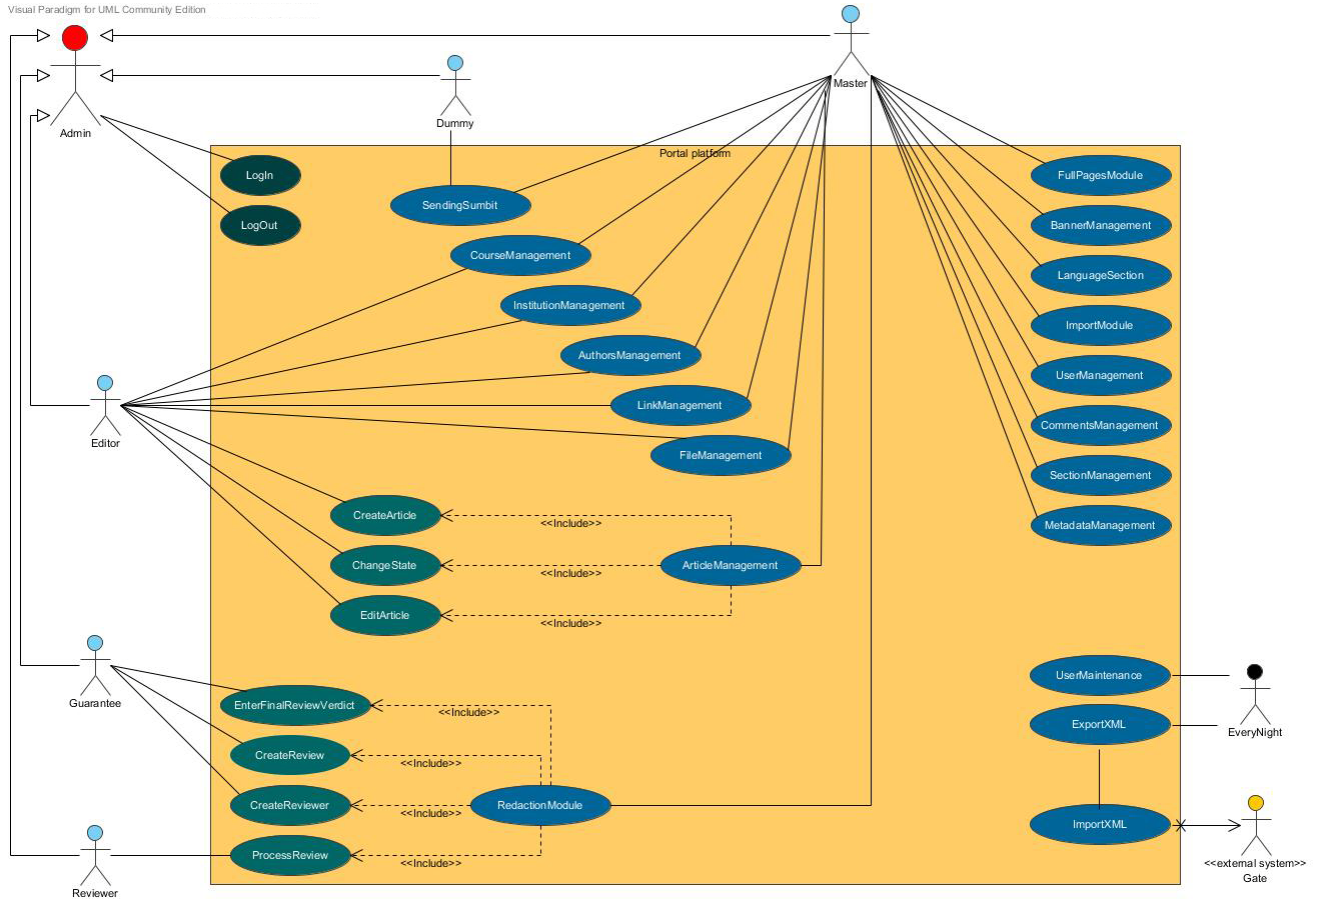 Visual Paradigm for UML Community Edition
Master
Dummy
Admin
Portal platform
LogIn
FullPagesModule
SendingSumbit
LogOut
BannerManagement
CourseManagement
LanguageSection
InstitutionManagement
ImportModule
AuthorsManagement
UserManagement
LinkManagement
CommentsManagement
Editor
FileManagement
SectionManagement
CreateArticle
<<Include>>
MetadataManagement
ChangeState
<<Include>>
ArticleManagement
EditArticle
<<Include>>
UserMaintenance
Guarantee
EnterFinalReviewVerdict
<<Include>>
ExportXML
EveryNight
CreateReview
<<Include>>
CreateReviewer
<<Include>>
RedactionModule
ImportXML
ProcessReview
<<Include>>
<<external system>>
Gate
Reviewer